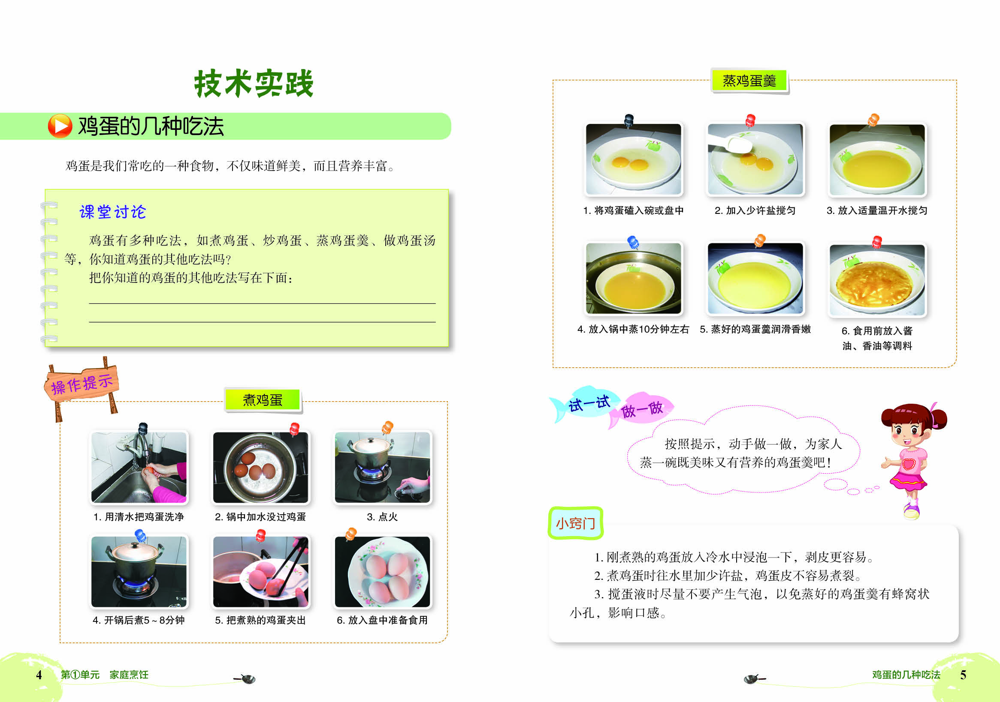 技术实践
鸡蛋的几种吃法
鸡蛋是我们常吃的一种食物，不仅味道鲜美，而且营养丰富。
课堂讨论
鸡蛋有多种吃法，如煮鸡蛋、炒鸡蛋、蒸鸡蛋羹、做鸡蛋汤
等，你知道鸡蛋的其他吃法吗？
把你知道的鸡蛋的其他吃法写在下面：
操作提示
煮鸡蛋
1. 用清水把鸡蛋洗净
2. 锅中加水没过鸡蛋
3. 点火
4. 开锅后煮5～8分钟
5. 把煮熟的鸡蛋夹出
6. 放入盘中准备食用
4
第①单元 家庭烹饪
蒸鸡蛋羹
1. 将鸡蛋磕入碗或盘中
2. 加入少许盐搅匀
3. 放入适量温开水搅匀
4. 放入锅中蒸10分钟左右
5. 蒸好的鸡蛋羹润滑香嫩
6. 食用前放入酱
油、香油等调料
试一试
做一做
按照提示，动手做一做，为家人
蒸一碗既美味又有营养的鸡蛋羹吧！
小窍门
1. 刚煮熟的鸡蛋放入冷水中浸泡一下，剥皮更容易。
2. 煮鸡蛋时往水里加少许盐，鸡蛋皮不容易煮裂。
3. 搅蛋液时尽量不要产生气泡，以免蒸好的鸡蛋羹有蜂窝状
小孔，影响口感。
鸡蛋的几种吃法
5